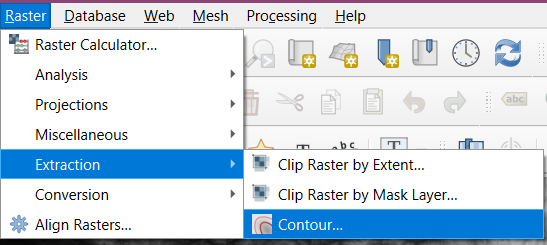 Raster Database Web Mesh Processing Help
Raster Calculator...
Analysis
Projections
Miscellaneous
Extraction
Conversion
Align Rasters...
Clip Raster by Extent...
Clip Raster by Mask Layer...
Contour...
abc
T